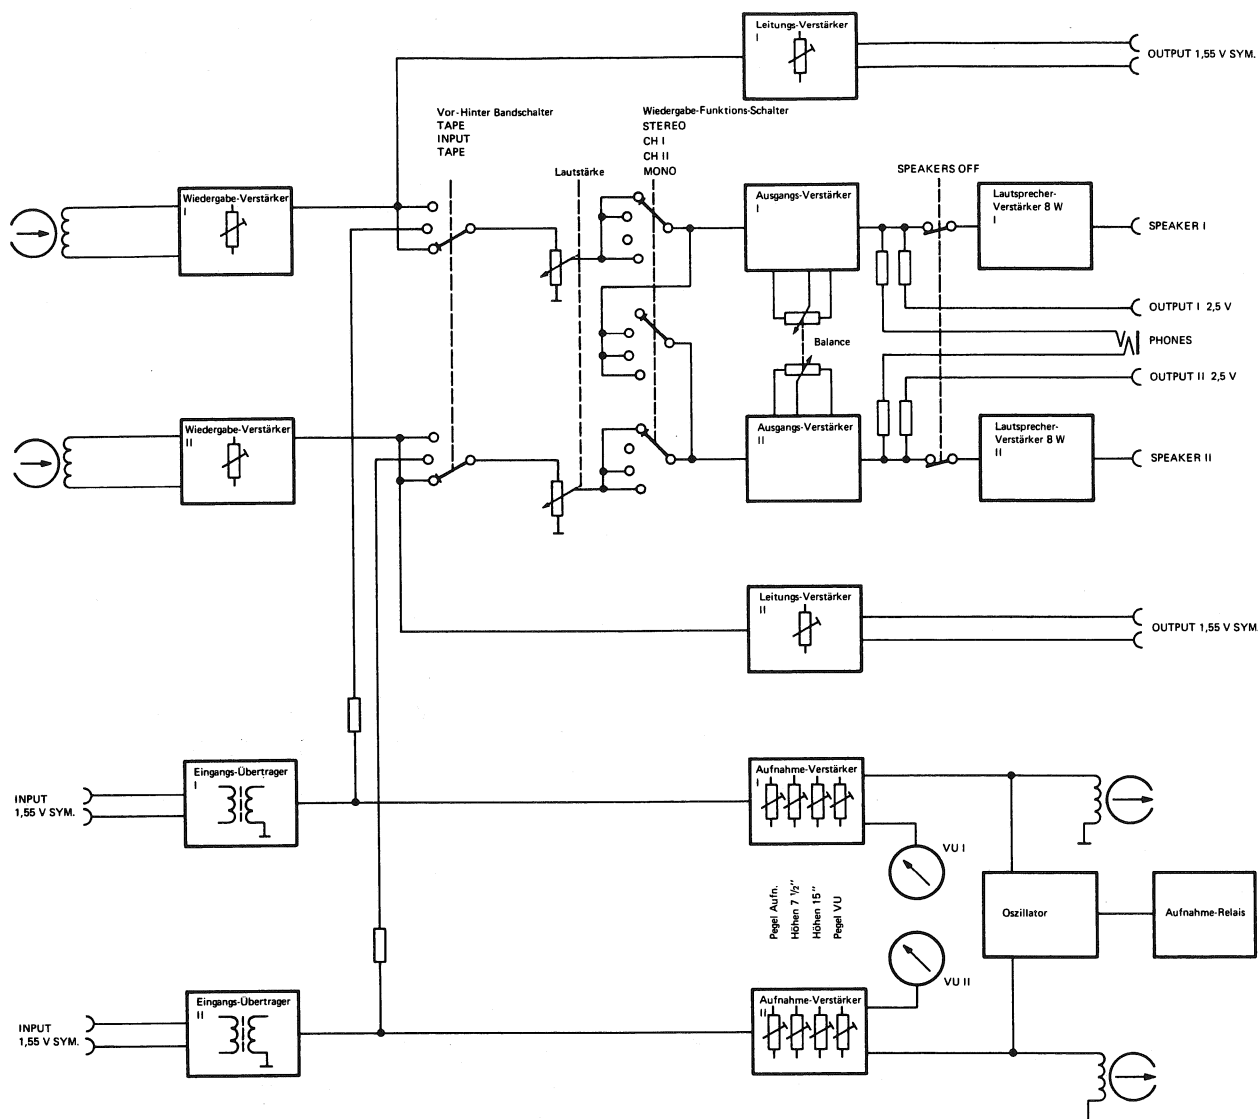 Leitungs-Verstärker
I
OUTPUT 1,55 V SYM.
Vor-Hinter Bandschalter
TAPE
INPUT
TAPE
Wiedergabe-Funktions-Schalter
STEREO
CH I
CH II
MONO
Lautstärke
SPEAKERS OFF
Wiedergabe-Verstärker
I
Ausgangs-Verstärker
I
Lautsprecher-
Verstärker 8 W
I
SPEAKER I
OUTPUT I 2,5 V
PHONES
Balance
OUTPUT II 2,5 V
Wiedergabe-Verstärker
II
Ausgangs-Verstärker
II
Lautsprecher-
Verstärker 8 W
II
SPEAKER II
Leitungs-Verstärker
II
OUTPUT 1,55 V SYM.
Eingangs-Übertrager
I
INPUT
1,55 V SYM.
Aufnahme-Verstärker
I
VU I
Pegel Aufn.
Höhen 7 ½"
Höhen 15"
Pegel VU
Oszillator
Aufnahme-Relais
VU II
Eingangs-Übertrager
II
INPUT
1,55 V SYM.
Aufnahme-Verstärker
II